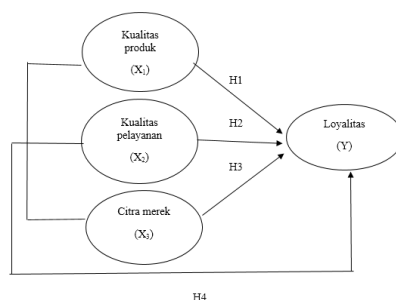 Kualitas
produk
(X₁)
H1
Kualitas
pelayanan
(X₂)
H2
Loyalitas
(Y)
H3
Citra merek
(X₃)
H4